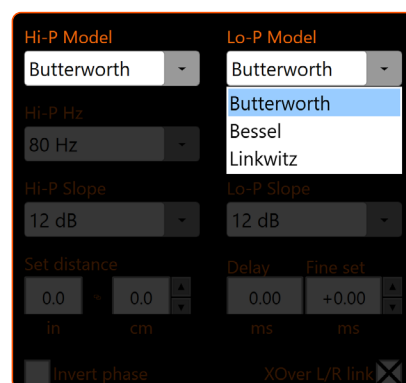 Hi-P Model Lo-P Model
Butterworth Butterworth
Butterworth
Bessel
Linkwitz
Hi-P Hz
80 Hz
Hi-P Slope Lo-P Slope
12 dB 12 dB
Set distance Delay Fine set
0.0 0.0 0.00 +0.00
in cm ms ms
Invert phase XOver L/R link